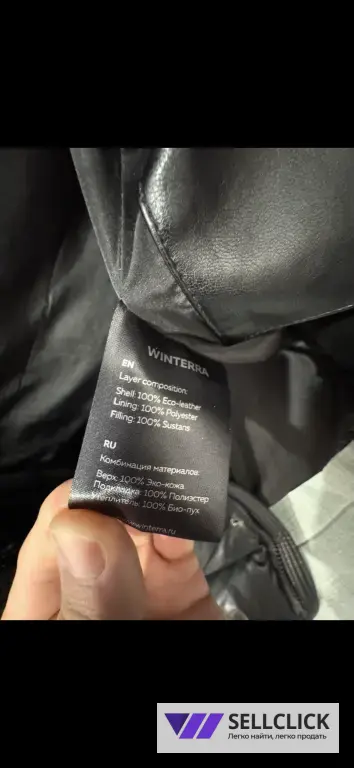 WINTERRA
EN
Layer composition:
Shell: 100% Eco-leather
Lining: 100% Polyester
Filling: 100% Sustans
RU
Комбинация материалов:
Верх: 100% Эко-кожа
Подкладка: 100% Полиэстер
100% Био-пух
SELLCLICK
Легко найти, легко продать